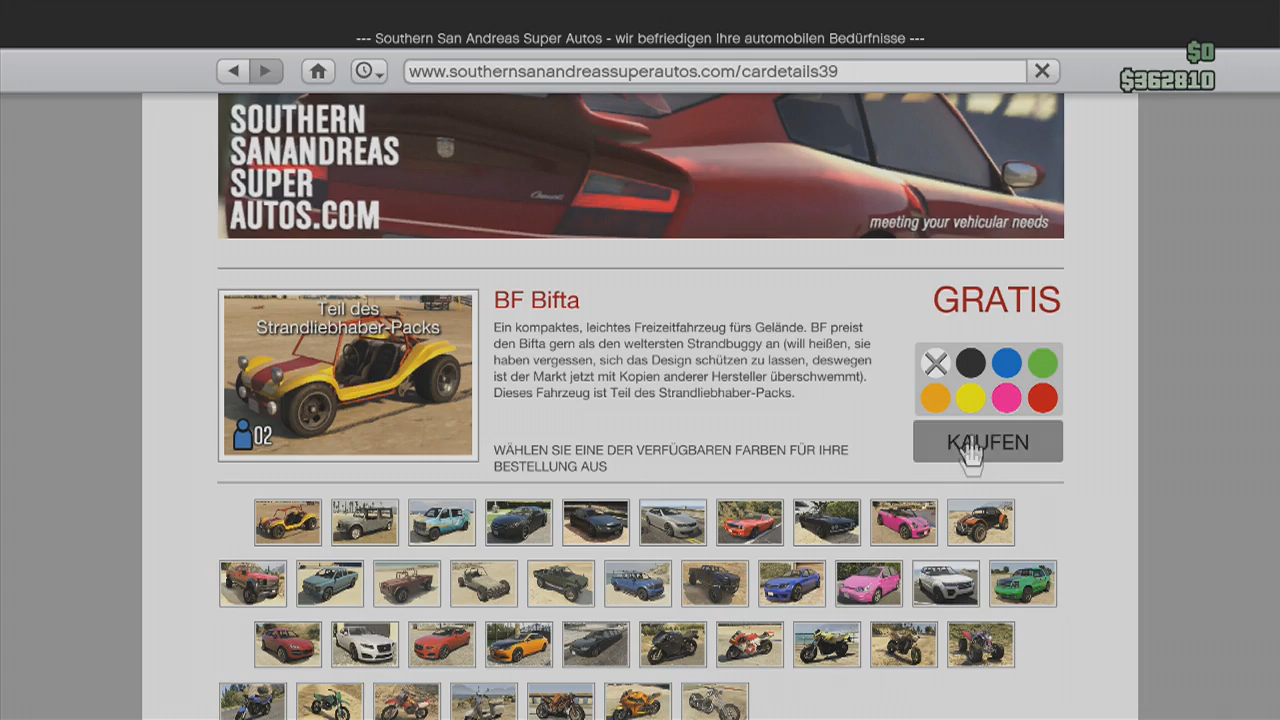 --- Southern San Andreas Super Autos - wir befriedigen Ihre automobilen Bedürfnisse ---
$0
www.southernsanandreassuperautos.com/cardetails39
$362810
SOUTHERN
SANANDREAS
SUPER
AUTOS.COM
meeting your vehicular needs
Teil des
Strandliebhaber-Packs
02
BF Bifta
Ein kompaktes, leichtes Freizeitfahrzeug fürs Gelände. BF preist
den Bifta gern als den weltersten Strandbuggy an (will heißen, sie
haben vergessen, sich das Design schützen zu lassen, deswegen
ist der Markt jetzt mit Kopien anderer Hersteller überschwemmt).
Dieses Fahrzeug ist Teil des Strandliebhaber-Packs.
WÄHLEN SIE EINE DER VERFÜGBAREN FARBEN FÜR IHRE
BESTELLUNG AUS
GRATIS
KAUFEN